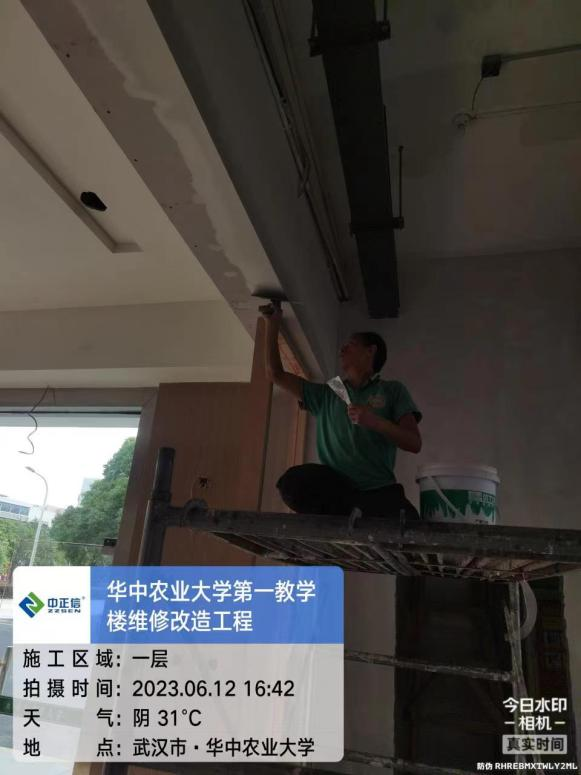 中正信
ZZSEN
华中农业大学第一教学
楼维修改造工程
施工区域：一层
拍摄时间：2023.06.12 16:42
天气：阴 31°C
地点：武汉市·华中农业大学
今日水印
相机
真实时间
防伪 RHREBMXTWLY2ML